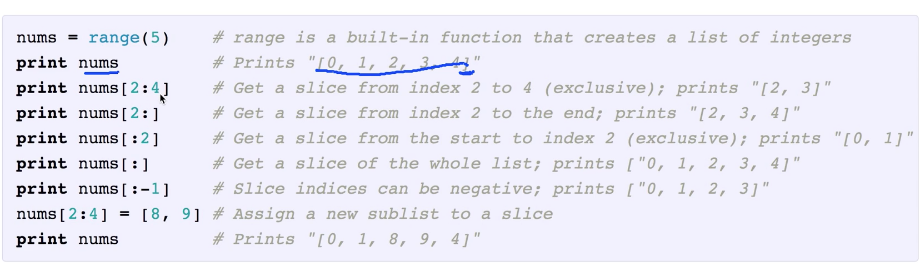 nums = range(5) # range is a built-in function that creates a list of integers
print nums # Prints "[0, 1, 2, 3, 4]"
print nums[2:4] # Get a slice from index 2 to 4 (exclusive); prints "[2, 3]"
print nums[2:] # Get a slice from index 2 to the end; prints "[2, 3, 4]"
print nums[:2] # Get a slice from the start to index 2 (exclusive); prints "[0, 1]"
print nums[:] # Get a slice of the whole list; prints ["0, 1, 2, 3, 4]"
print nums[:-1] # Slice indices can be negative; prints ["0, 1, 2, 3]"
nums[2:4] = [8, 9] # Assign a new sublist to a slice
print nums # Prints "[0, 1, 8, 9, 4]"